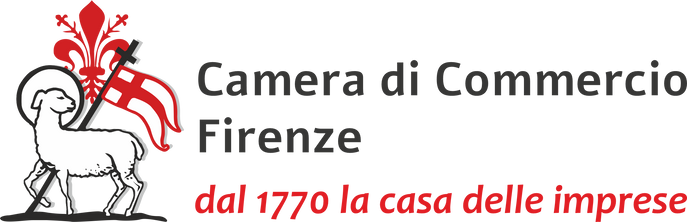 Camera di Commercio
Firenze
dal 1770 la casa delle imprese